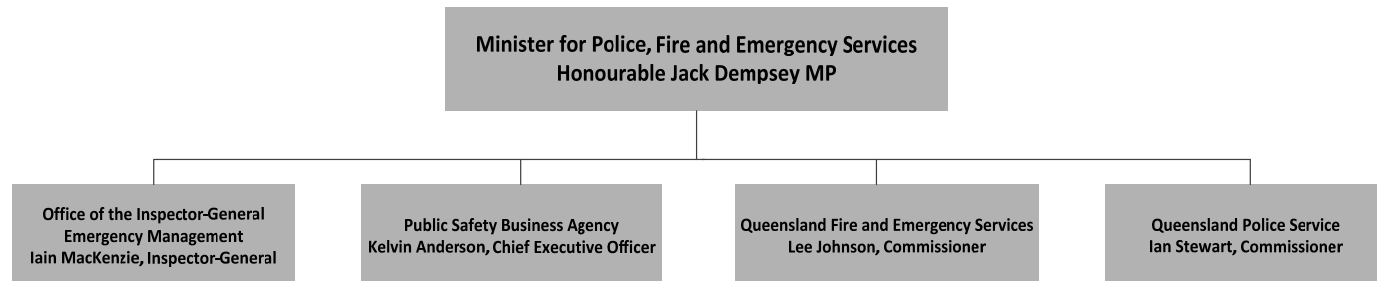 Minister for Police, Fire and Emergency Services
Honourable Jack Dempsey MP
Office of the Inspector-General
Emergency Management
Iain MacKenzie, Inspector-General
Public Safety Business Agency
Kelvin Anderson, Chief Executive Officer
Queensland Fire and Emergency Services
Lee Johnson, Commissioner
Queensland Police Service
Ian Stewart, Commissioner